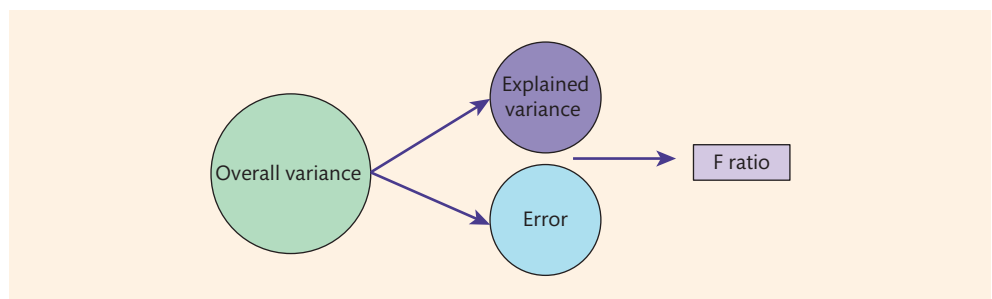 Overall variance
Explained
variance
Error
F ratio